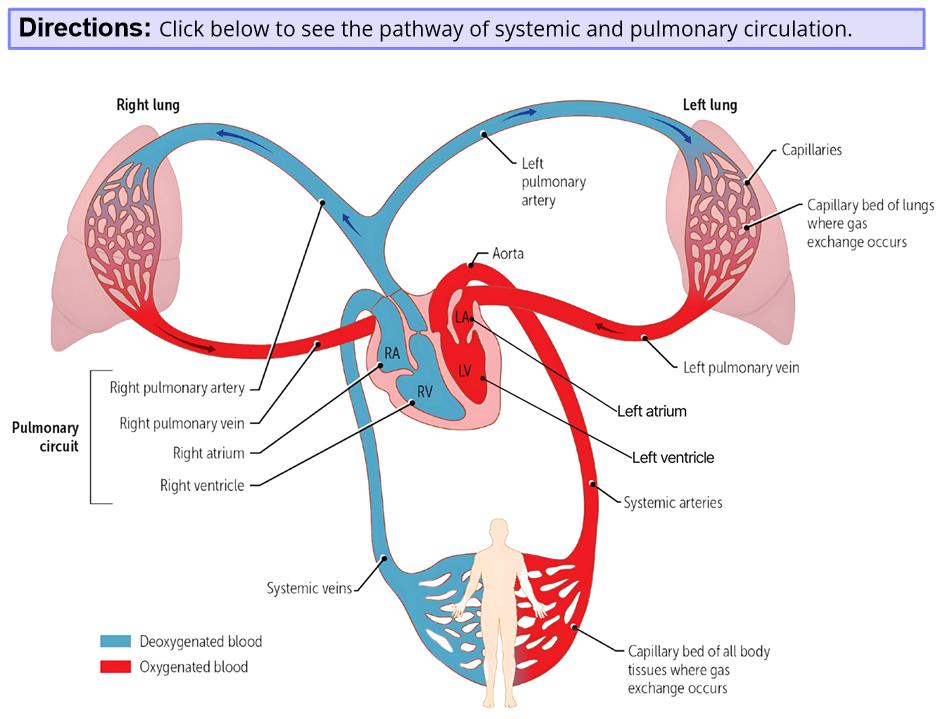 Directions: Click below to see the pathway of systemic and pulmonary circulation.
Right lung
Left lung
Capillaries
Left
pulmonary
artery
Capillary bed of lungs
where gas
exchange occurs
Aorta
LA
RA
LV
RV
Left pulmonary vein
Right pulmonary artery
Left atrium
Right pulmonary vein
Pulmonary
circuit
Right atrium
Left ventricle
Right ventricle
Systemic arteries
Systemic veins
Deoxygenated blood
Oxygenated blood
Capillary bed of all body
tissues where gas
exchange occurs